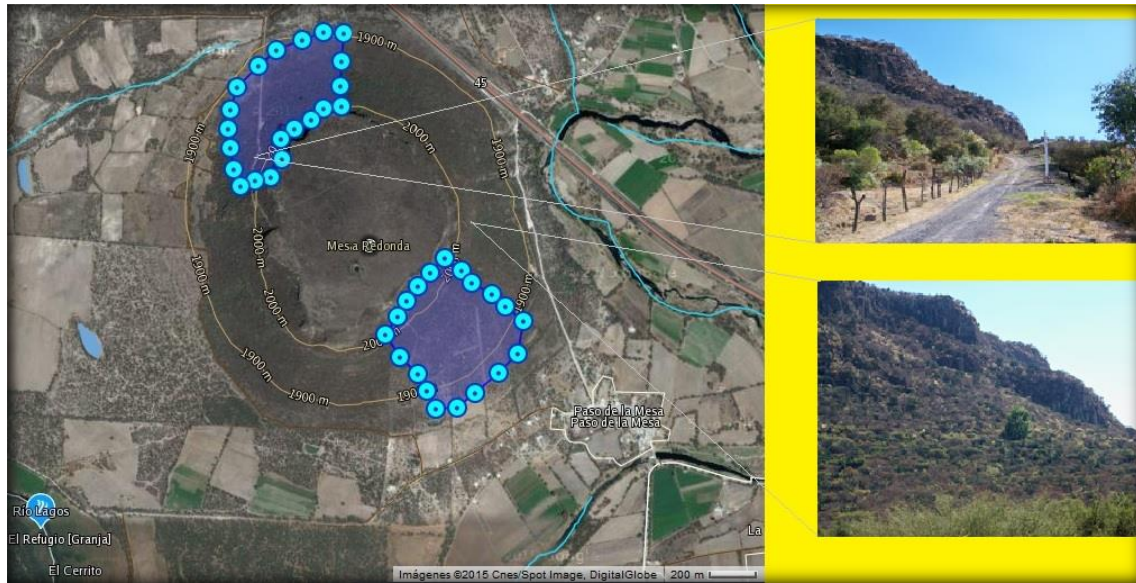 1900 m
45
2000 m
1900 m
1900 m
Mesa Redonda
2000 m
2000 m
1900 m
1900 m
1900 m
1900 m
Paso de la Mesa
Paso de la Mesa
Río Lagos
El Refugio [Granja]
La
El Cerrito
Imágenes ©2015 Cnes/Spot Image, DigitalGlobe 200 m